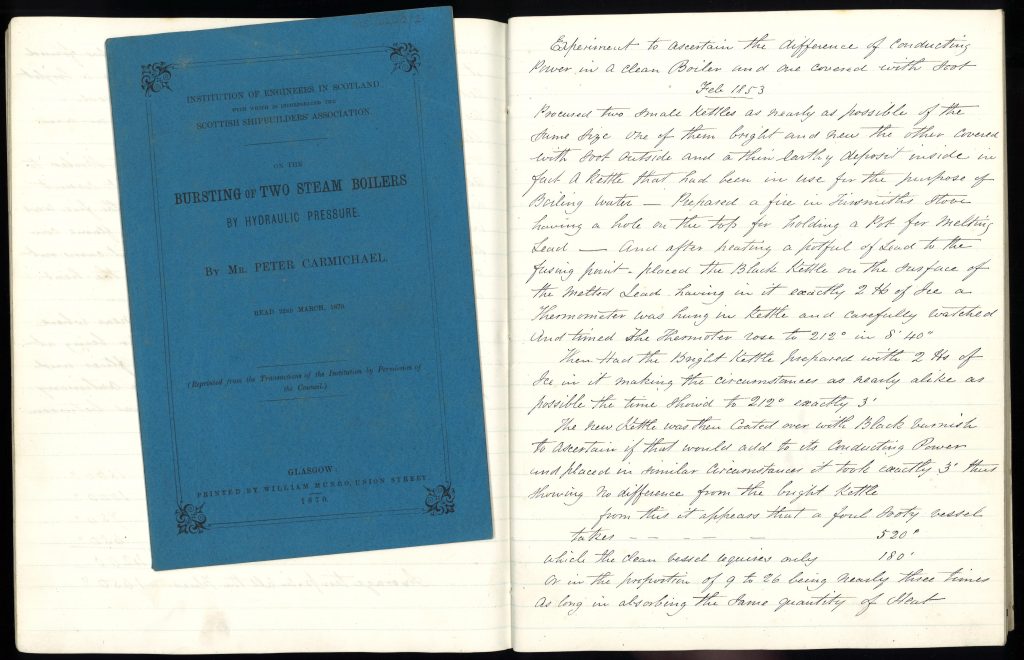 INSTITUTION OF ENGINEERS IN SCOTLAND
WITH WHICH IS INCORPORATED THE
SCOTTISH SHIPBUILDERS' ASSOCIATION.
ON THE
BURSTING OF TWO STEAM BOILERS
BY HYDRAULIC PRESSURE.
BY MR. PETER CARMICHAEL.
READ 22ND MARCH, 1870.
(Reprinted from the Transactions of the Institution by Permission of
the Council.)
GLASGOW:
PRINTED BY WILLIAM MUNRO, UNION STREET
1870.
Experiment to ascertain the difference of Conducting
Power in a clean Boiler and one covered with Soot
Feb 1853
Procured two small Kettles as nearly as possible of the
same size one of them bright and new the other covered
with Soot outside and a thin earthy deposit inside in
fact a Kettle that had been in use for the purpose of
Boiling water — Prepared a fire in Tinsmiths Stove
having a hole on the top for holding a Pot for Melting
Lead — And after heating a potful of Lead to the
fusing point. placed the Black Kettle on the surface of
the Melted Lead having in it exactly 2 lb of Ice a
Thermometer was hung in Kettle and carefully watched
and timed The Thermoter rose to 212° in 8' 40"
Then Had the Bright Kettle prepared with 2 lbs of
Ice in it making the circumstances as nearly alike as
possible the time Showd to 212° exactly 3'
The new Kettle was then Coated over with Black varnish
to ascertain if that would add to its Conducting Power
and placed in similar Circumstances it took exactly 3' thus
showing no difference from the bright Kettle
from this it appears that a foul Sooty vessel
takes — — — — — 520"
which the clean vessel requires only 180"
or in the proportion of 9 to 26 being nearly three times
as long in absorbing the same quantity of Heat